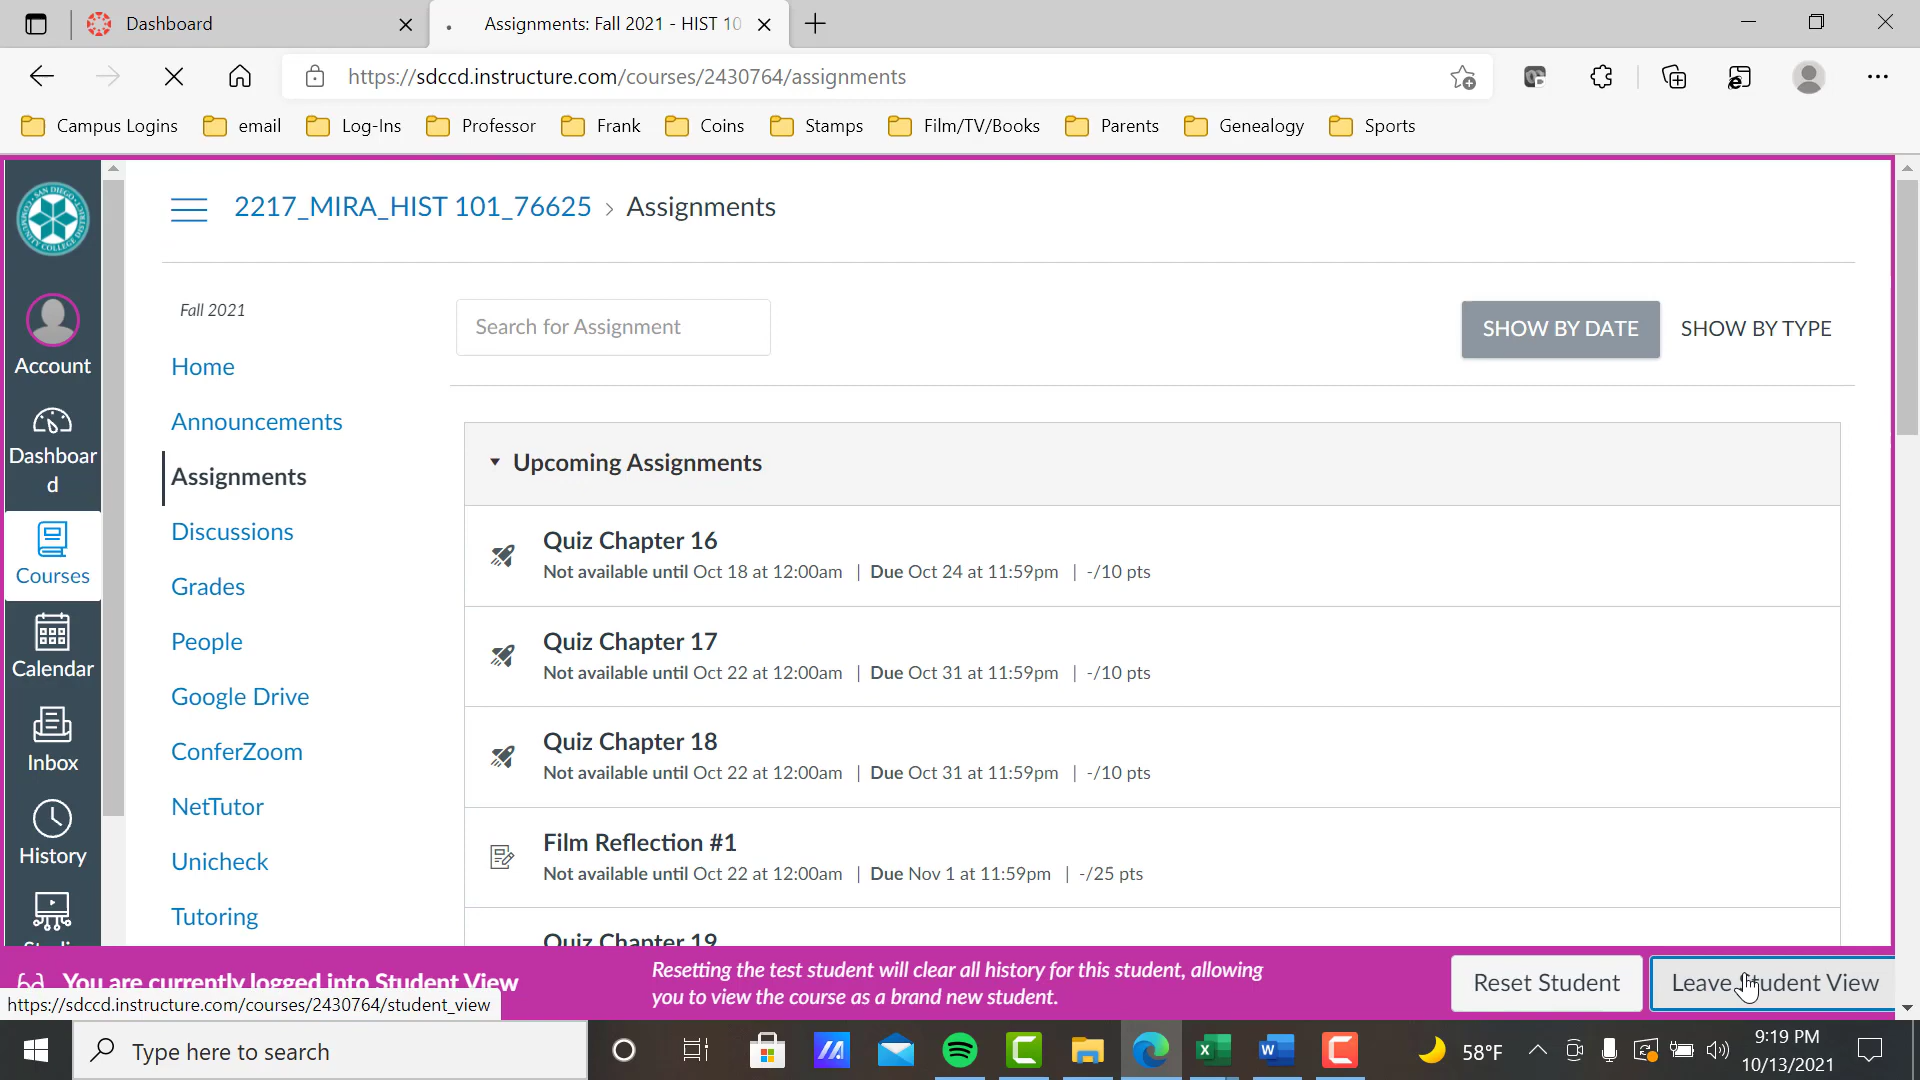 Dashboard
Assignments: Fall 2021 - HIST 10
https://sdccd.instructure.com/courses/2430764/assignments
Campus Logins
email
Log-Ins
Professor
Frank
Coins
Stamps
Film/TV/Books
Parents
Genealogy
Sports
SAN DIEGO COMMUNITY COLLEGE DISTRICT
2217_MIRA_HIST 101_76625 > Assignments
Account
Dashboar
d
Courses
Calendar
Inbox
History
Fall 2021
Home
Announcements
Assignments
Discussions
Grades
People
Google Drive
ConferZoom
NetTutor
Unicheck
Tutoring
Search for Assignment
SHOW BY DATE
SHOW BY TYPE
Upcoming Assignments
Quiz Chapter 16
Not available until Oct 18 at 12:00am | Due Oct 24 at 11:59pm | -/10 pts
Quiz Chapter 17
Not available until Oct 22 at 12:00am | Due Oct 31 at 11:59pm | -/10 pts
Quiz Chapter 18
Not available until Oct 22 at 12:00am | Due Oct 31 at 11:59pm | -/10 pts
Film Reflection #1
Not available until Oct 22 at 12:00am | Due Nov 1 at 11:59pm | -/25 pts
Quiz Chapter 19
You are currently logged into Student View
https://sdccd.instructure.com/courses/2430764/student_view
Resetting the test student will clear all history for this student, allowing
you to view the course as a brand new student.
Reset Student
Leave Student View
Type here to search
58°F
9:19 PM
10/13/2021